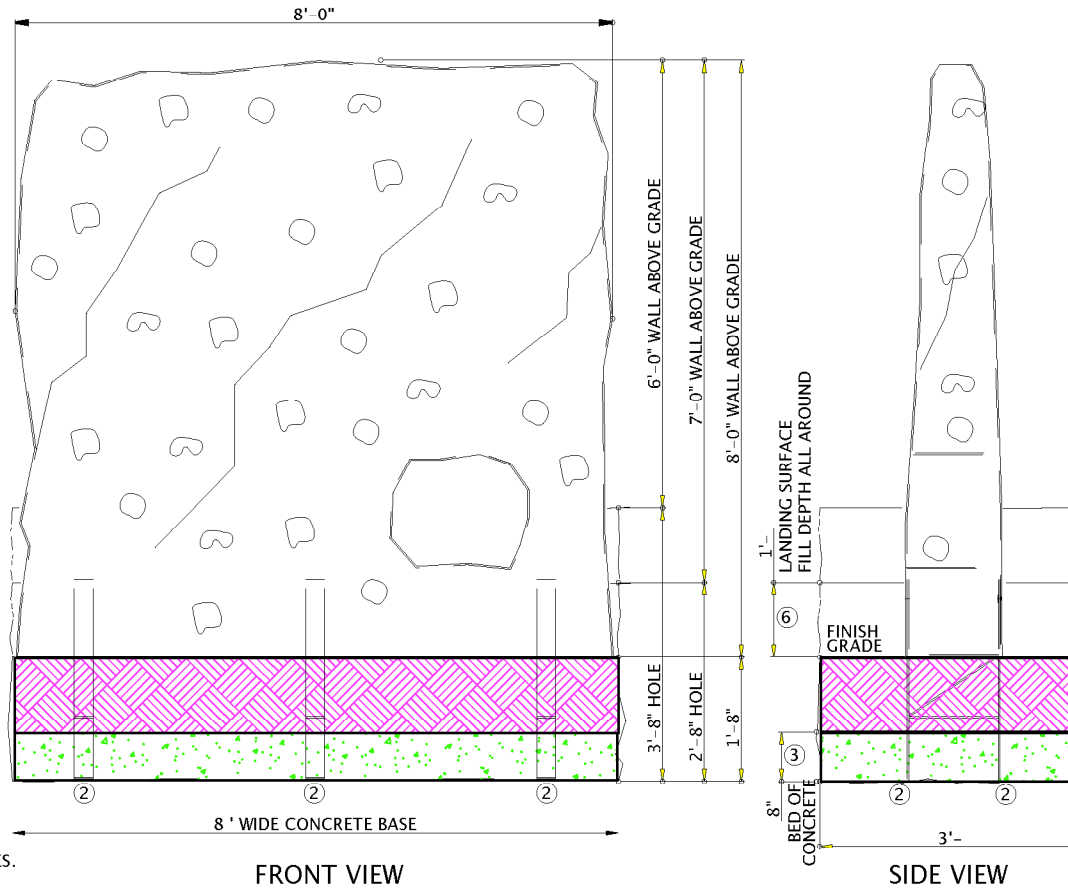 8'-0"
6'-0" WALL ABOVE GRADE
7'-0" WALL ABOVE GRADE
8'-0" WALL ABOVE GRADE
LANDING SURFACE
FILL DEPTH ALL AROUND
1'-
6
FINISH
GRADE
3'-8" HOLE
2'-8" HOLE
1'-8"
3
8"
BED OF
CONCRETE
2
2
2
2
2
8 ' WIDE CONCRETE BASE
3'-
FRONT VIEW
SIDE VIEW